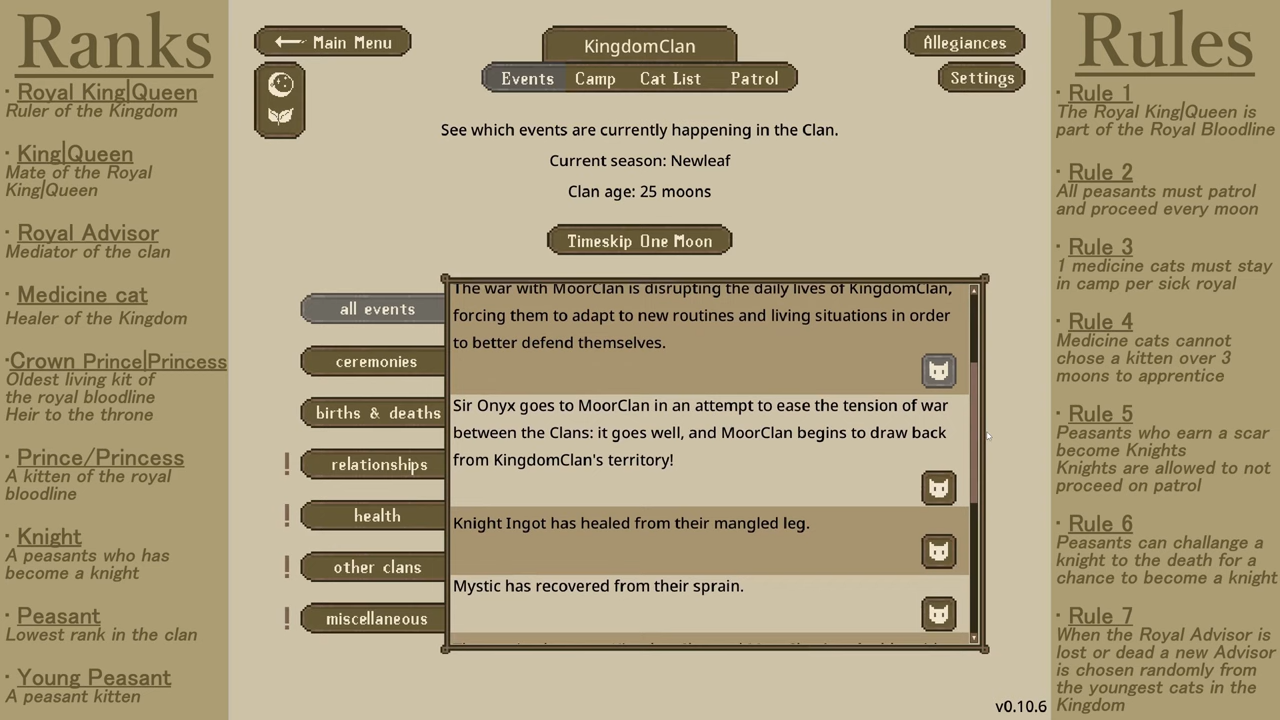 Ranks
· Royal King|Queen
Ruler of the Kingdom
· King|Queen
Mate of the Royal
King|Queen
· Royal Advisor
Mediator of the clan
· Medicine cat
Healer of the Kingdom
·Crown Prince|Princess
Oldest living kit of
the royal bloodline
Heir to the throne
· Prince/Princess
A kitten of the royal
bloodline
· Knight
A peasants who has
become a knight
· Peasant
Lowest rank in the clan
· Young Peasant
A peasant kitten
Main Menu
KingdomClan
Allegiances
Events
Camp
Cat List
Patrol
Settings
See which events are currently happening in the Clan.
Current season: Newleaf
Clan age: 25 moons
Timeskip One Moon
all events
ceremonies
births & deaths
! relationships
! health
! other clans
! miscellaneous
The war with MoorClan is disrupting the daily lives of KingdomClan,
forcing them to adapt to new routines and living situations in order
to better defend themselves.
Sir Onyx goes to MoorClan in an attempt to ease the tension of war
between the Clans: it goes well, and MoorClan begins to draw back
from KingdomClan's territory!
Knight Ingot has healed from their mangled leg.
Mystic has recovered from their sprain.
v0.10.6
Rules
· Rule 1
The Royal King|Queen is
part of the Royal Bloodline
· Rule 2
All peasants must patrol
and proceed every moon
· Rule 3
1 medicine cats must stay
in camp per sick royal
· Rule 4
Medicine cats cannot
chose a kitten over 3
moons to apprentice
· Rule 5
Peasants who earn a scar
become Knights
Knights are allowed to not
proceed on patrol
· Rule 6
Peasants can challange a
knight to the death for a
chance to become a knight
· Rule 7
When the Royal Advisor is
lost or dead a new Advisor
is chosen randomly from
the youngest cats in the
Kingdom